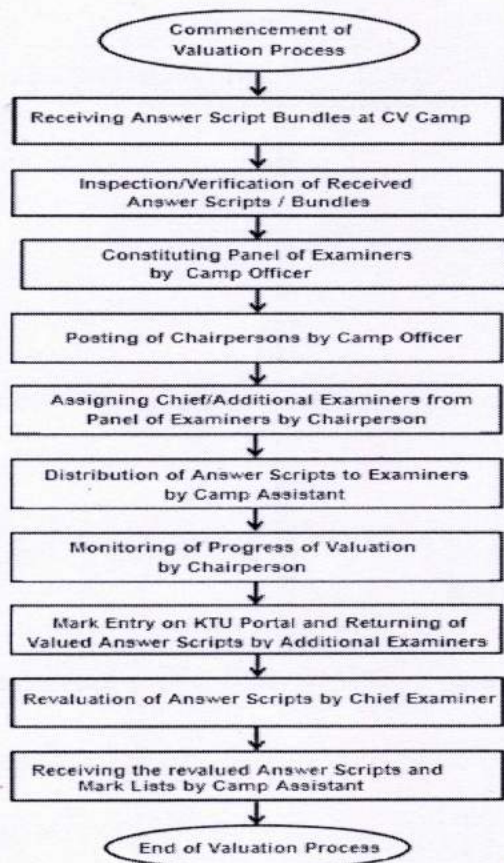 Commencement of
Valuation Process
Receiving Answer Script Bundles at CV Camp
Inspection/Verification of Received
Answer Scripts / Bundles
Constituting Panel of Examiners
by Camp Officer
Posting of Chairpersons by Camp Officer
Assigning Chief/Additional Examiners from
Panel of Examiners by Chairperson
Distribution of Answer Scripts to Examiners
by Camp Assistant
Monitoring of Progress of Valuation
by Chairperson
Mark Entry on KTU Portal and Returning of
Valued Answer Scripts by Additional Examiners
Revaluation of Answer Scripts by Chief Examiner
Receiving the revalued Answer Scripts and
Mark Lists by Camp Assistant
End of Valuation Process